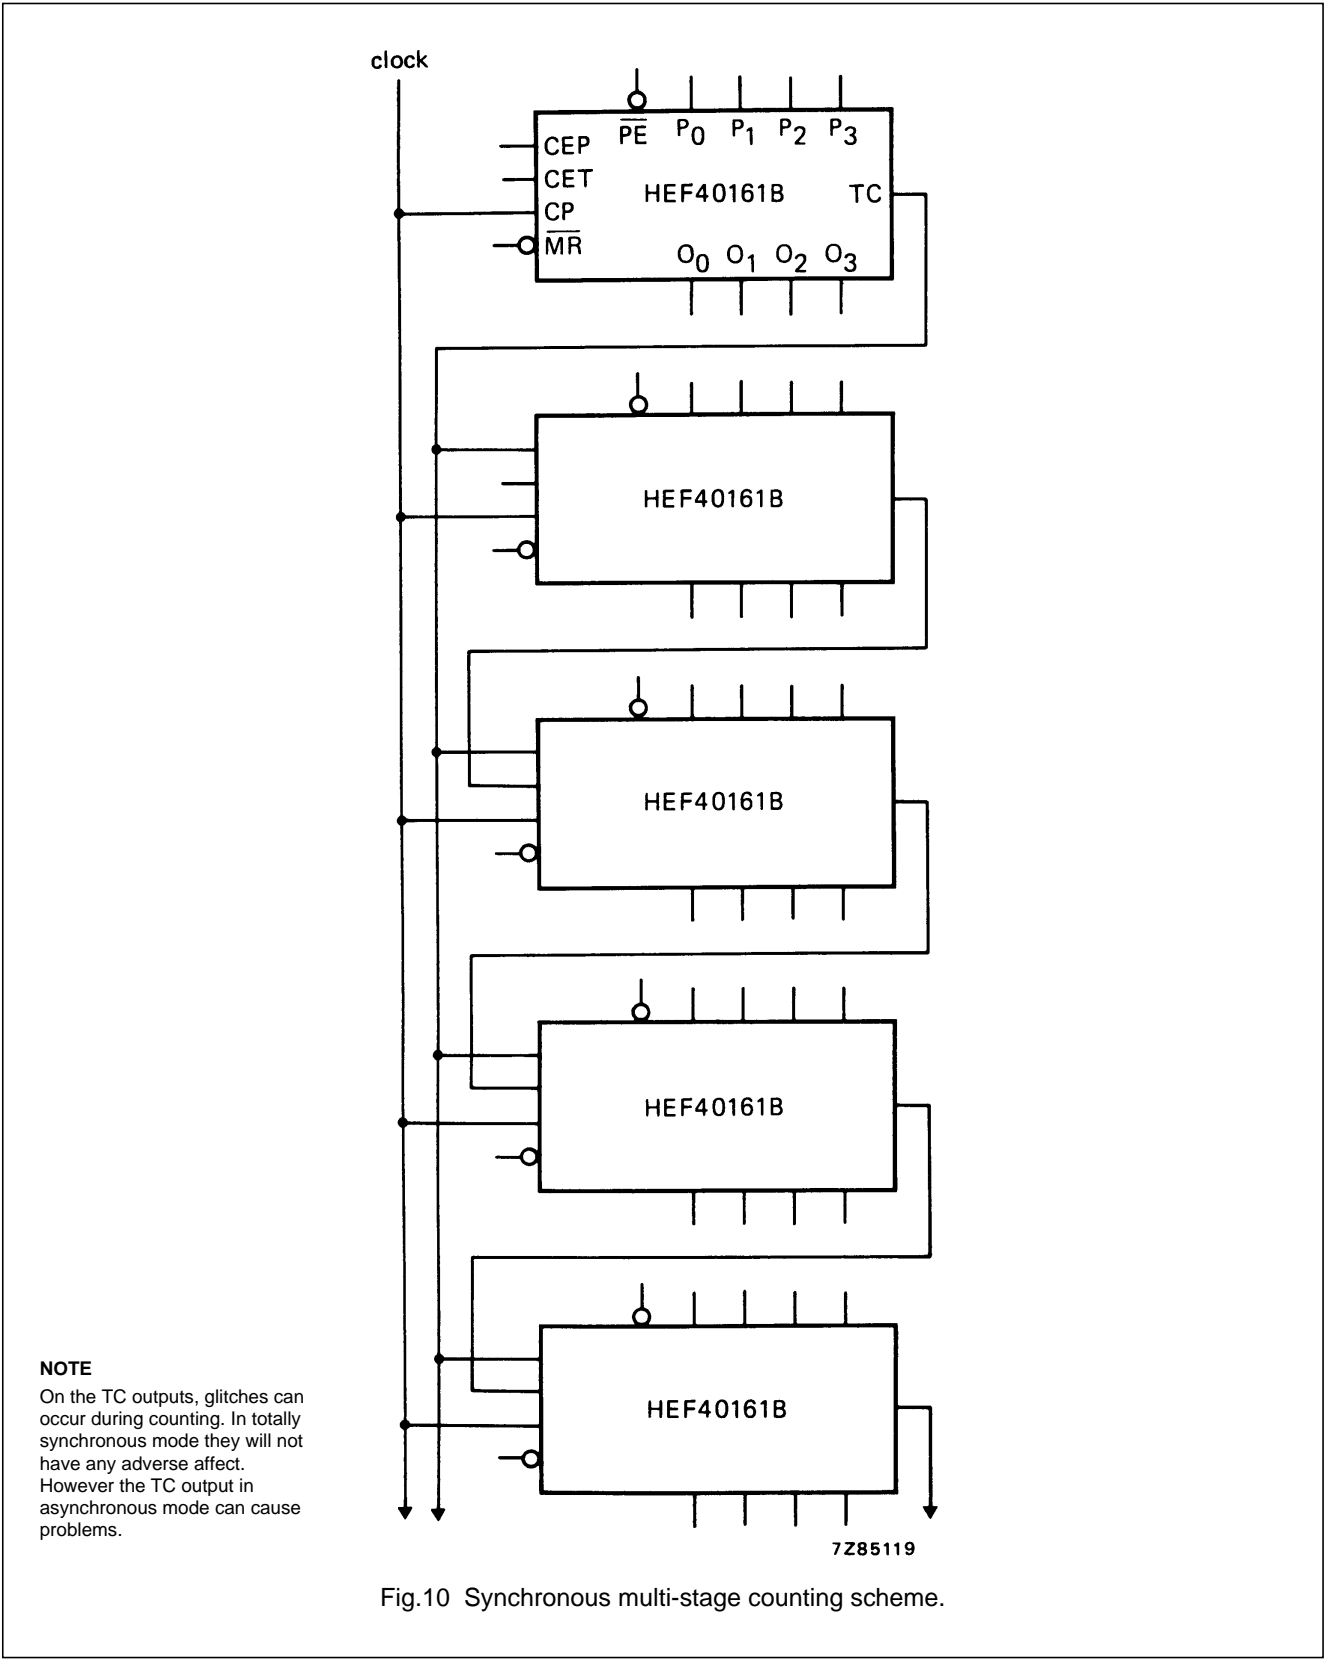 clock
PE P0 P1 P2 P3
CEP
CET
HEF40161B TC
CP
MR
O0 O1 O2 O3
HEF40161B
HEF40161B
HEF40161B
HEF40161B
NOTE
On the TC outputs, glitches can
occur during counting. In totally
synchronous mode they will not
have any adverse affect.
However the TC output in
asynchronous mode can cause
problems.
7Z85119
Fig.10 Synchronous multi-stage counting scheme.